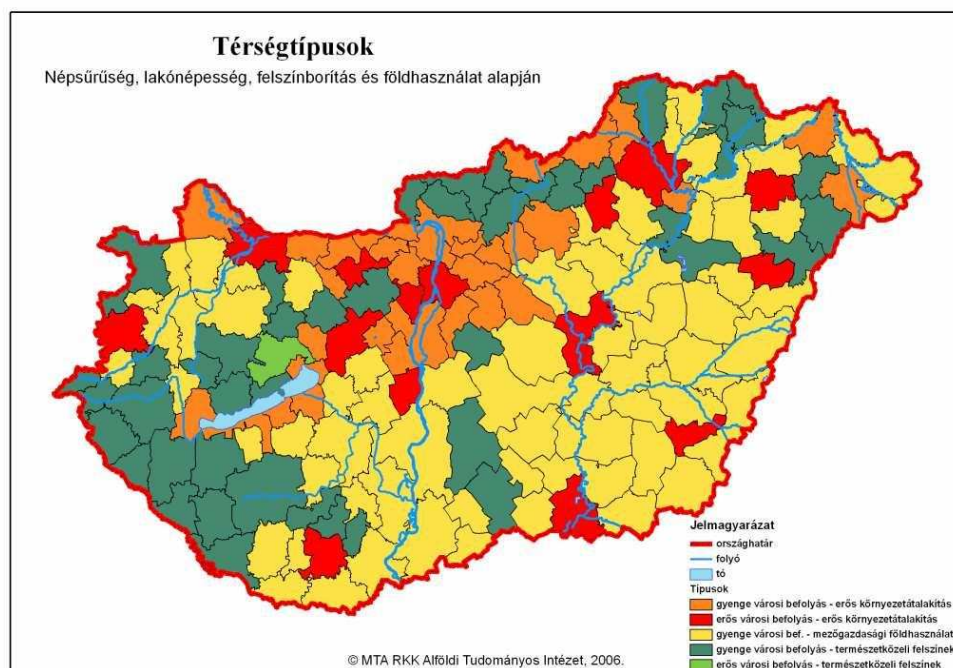 Térségtípusok
Népsűrűség, lakónépesség, felszínborítás és földhasználat alapján
Jelmagyarázat
országhatár
folyó
tó
Típusok
gyenge városi befolyás - erős környezetátalakítás
erős városi befolyás - erős környezetátalakítás
gyenge városi bef. - mezőgazdasági földhasználat
gyenge városi befolyás - természetközeli felszínek
erős városi befolyás - természetközeli felszínek
© MTA RKK Alföldi Tudományos Intézet, 2006.